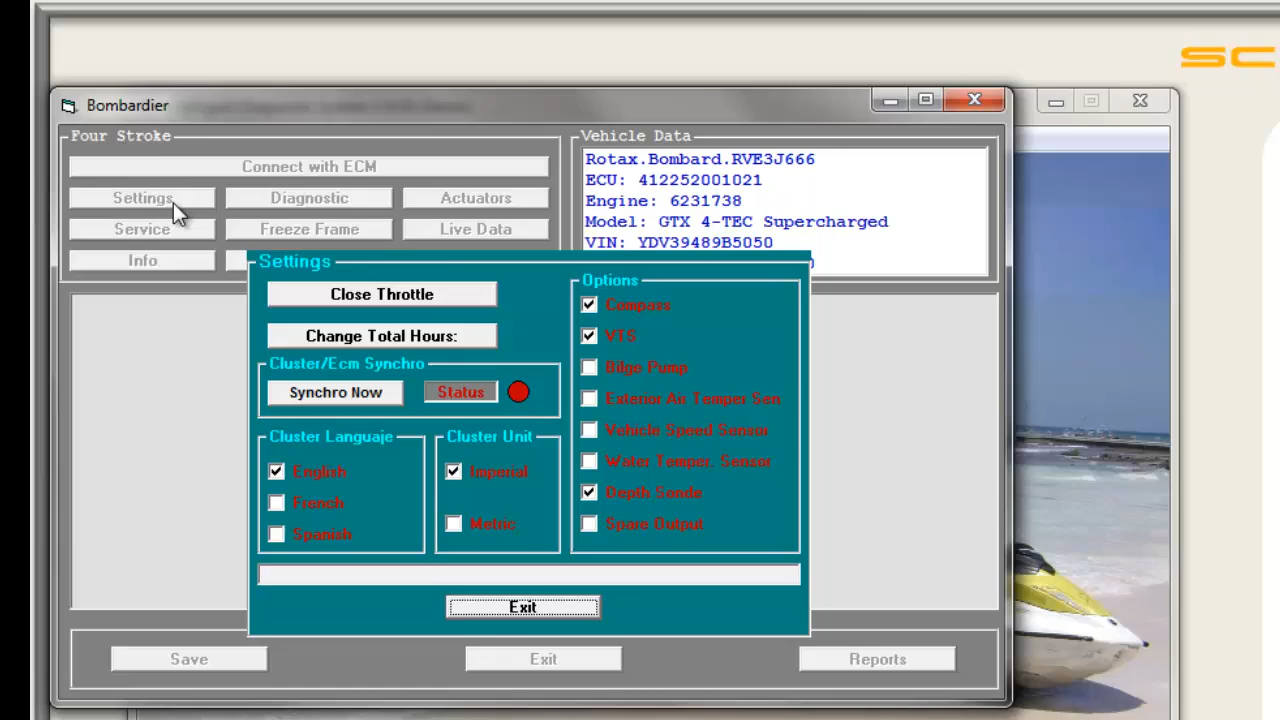 SC
Bombardier
Four Stroke
Connect with ECM
Settings
Diagnostic
Actuators
Service
Freeze Frame
Live Data
Info
Vehicle Data
Rotax.Bombard.RVE3J666
ECU: 412252001021
Engine: 6231738
Model: GTX 4-TEC Supercharged
VIN: YDV39489B5050
Settings
Close Throttle
Change Total Hours:
Cluster/Ecm Synchro
Synchro Now
Status
Cluster Languaje
English
French
Spanish
Cluster Unit
Imperial
Metric
Options
Compass
VTS
Bilge Pump
Exterior Air Temper Sen
Vehicle Speed Sensor
Water Temper. Sensor
Depth Sonde
Spare Output
Exit
Save
Exit
Reports